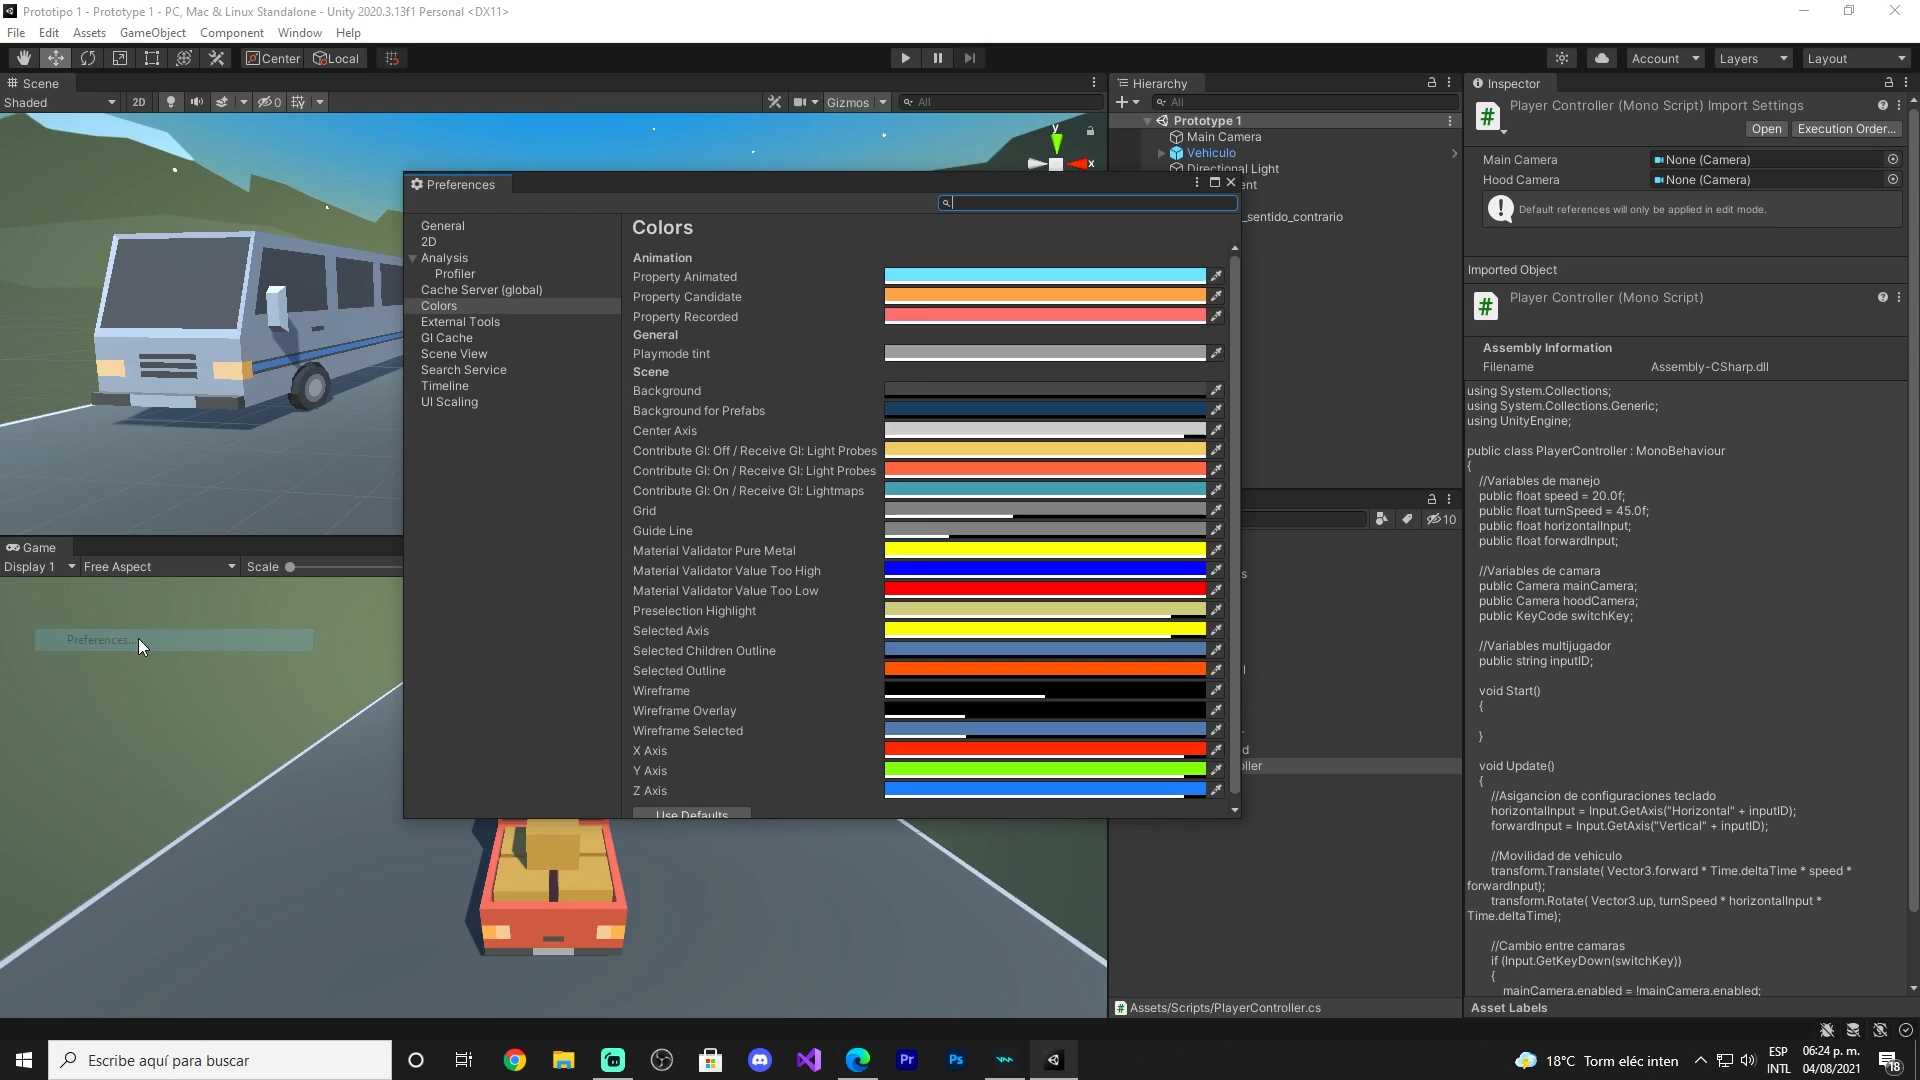 Prototipo 1 - Prototype 1 - PC, Mac & Linux Standalone - Unity 2020.3.13f1 Personal <DX11>
File Edit Assets GameObject Component Window Help
Center Local Account Layers Layout
Scene
Shaded 2D 0 Gizmos All
y
x
Hierarchy
All
Prototype 1
Main Camera
Vehiculo
Directional Light
_sentido_contrario
10
Inspector
Player Controller (Mono Script) Import Settings
Open Execution Order...
Main Camera None (Camera)
Hood Camera None (Camera)
Default references will only be applied in edit mode.
Imported Object
Player Controller (Mono Script)
Assembly Information
Filename Assembly-CSharp.dll
using System.Collections;
using System.Collections.Generic;
using UnityEngine;
public class PlayerController : MonoBehaviour
{
//Variables de manejo
public float speed = 20.0f;
public float turnSpeed = 45.0f;
public float horizontalInput;
public float forwardInput;
//Variables de camara
public Camera mainCamera;
public Camera hoodCamera;
public KeyCode switchKey;
//Variables multijugador
public string inputID;
void Start()
{
}
void Update()
{
//Asigancion de configuraciones teclado
horizontalInput = Input.GetAxis("Horizontal" + inputID);
forwardInput = Input.GetAxis("Vertical" + inputID);
//Movilidad de vehiculo
transform.Translate( Vector3.forward * Time.deltaTime * speed *
forwardInput);
transform.Rotate( Vector3.up, turnSpeed * horizontalInput *
Time.deltaTime);
//Cambio entre camaras
if (Input.GetKeyDown(switchKey))
{
mainCamera.enabled = !mainCamera.enabled;
Asset Labels
Preferences
General
2D
Analysis
Profiler
Cache Server (global)
Colors
External Tools
GI Cache
Scene View
Search Service
Timeline
UI Scaling
Colors
Animation
Property Animated
Property Candidate
Property Recorded
General
Playmode tint
Scene
Background
Background for Prefabs
Center Axis
Contribute GI: Off / Receive GI: Light Probes
Contribute GI: On / Receive GI: Light Probes
Contribute GI: On / Receive GI: Lightmaps
Grid
Guide Line
Material Validator Pure Metal
Material Validator Value Too High
Material Validator Value Too Low
Preselection Highlight
Selected Axis
Selected Children Outline
Selected Outline
Wireframe
Wireframe Overlay
Wireframe Selected
X Axis
Y Axis
Z Axis
Use Defaults
Game
Display 1 Free Aspect Scale
Preferences...
Assets/Scripts/PlayerController.cs
Escribe aquí para buscar
Pr Ps
18°C Torm eléc inten
ESP
INTL
06:24 p. m.
04/08/2021
18